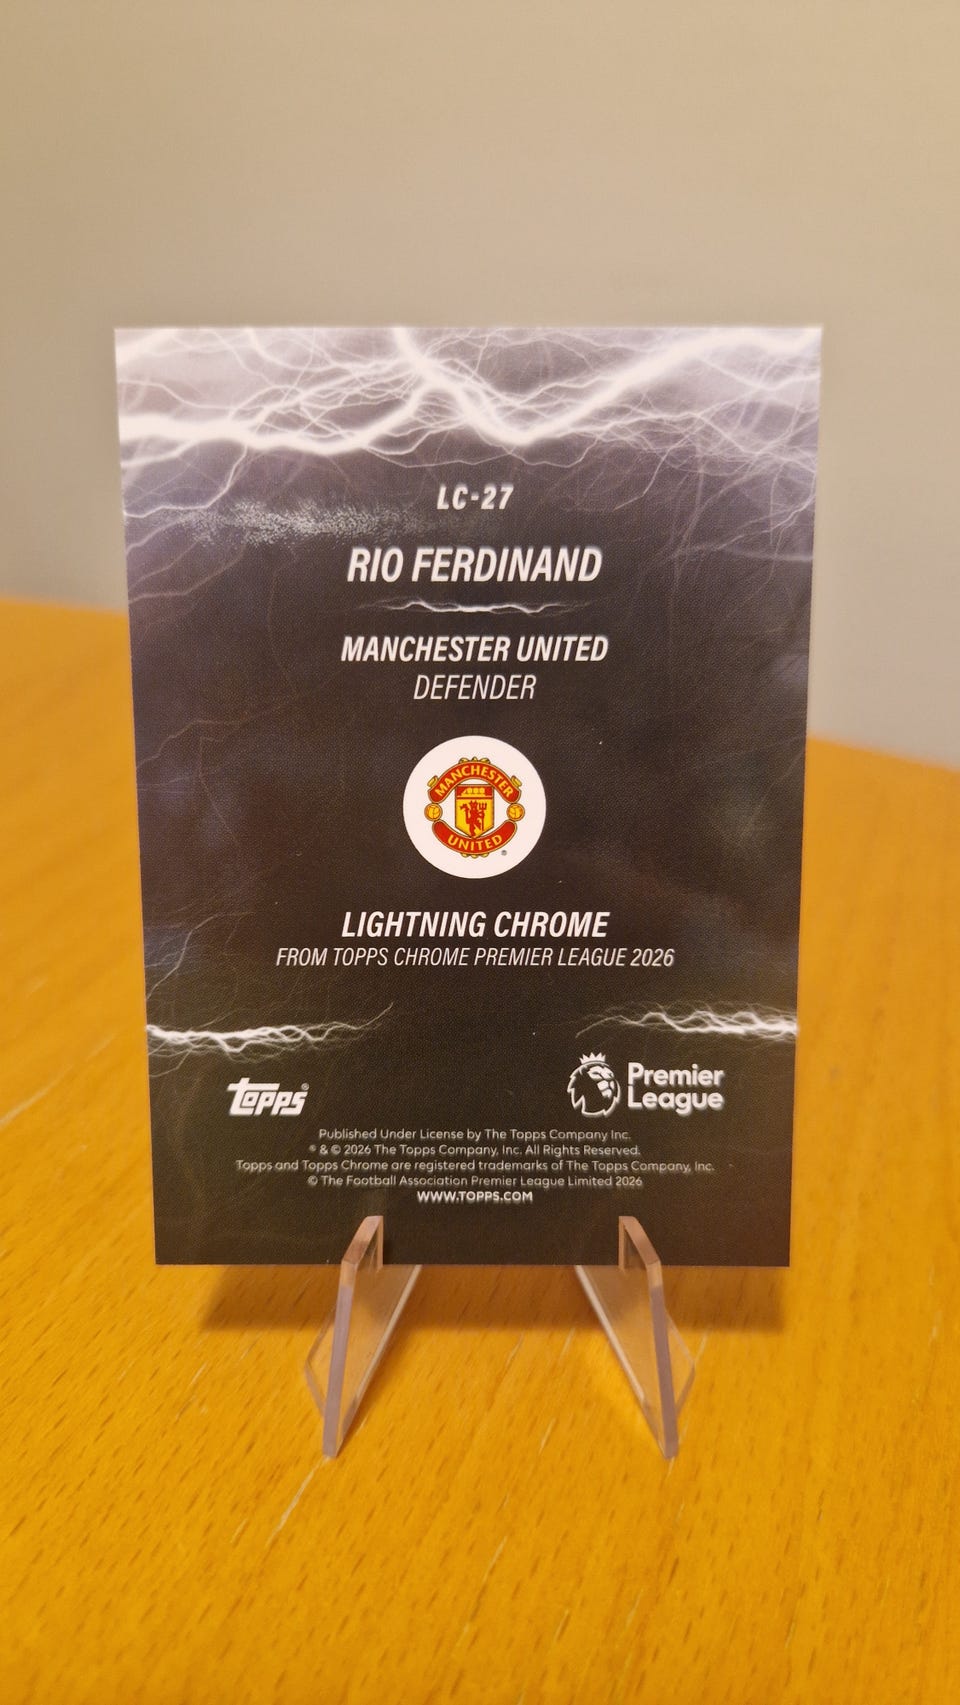 LC-27
RIO FERDINAND
MANCHESTER UNITED
DEFENDER
MANCHESTER
UNITED
®
LIGHTNING CHROME
FROM TOPPS CHROME PREMIER LEAGUE 2026
topps®
Premier
League
Published Under License by The Topps Company Inc.
® & © 2026 The Topps Company, Inc. All Rights Reserved.
Topps and Topps Chrome are registered trademarks of The Topps Company, Inc.
© The Football Association Premier League Limited 2026
WWW.TOPPS.COM